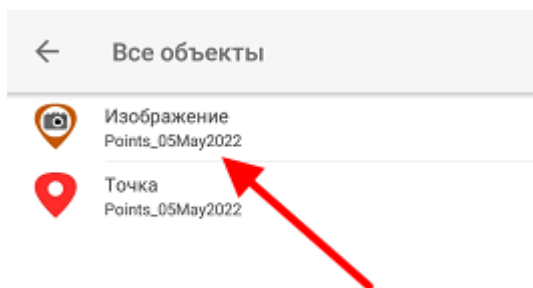 Все объекты
Изображение
Points_05May2022
Точка
Points_05May2022